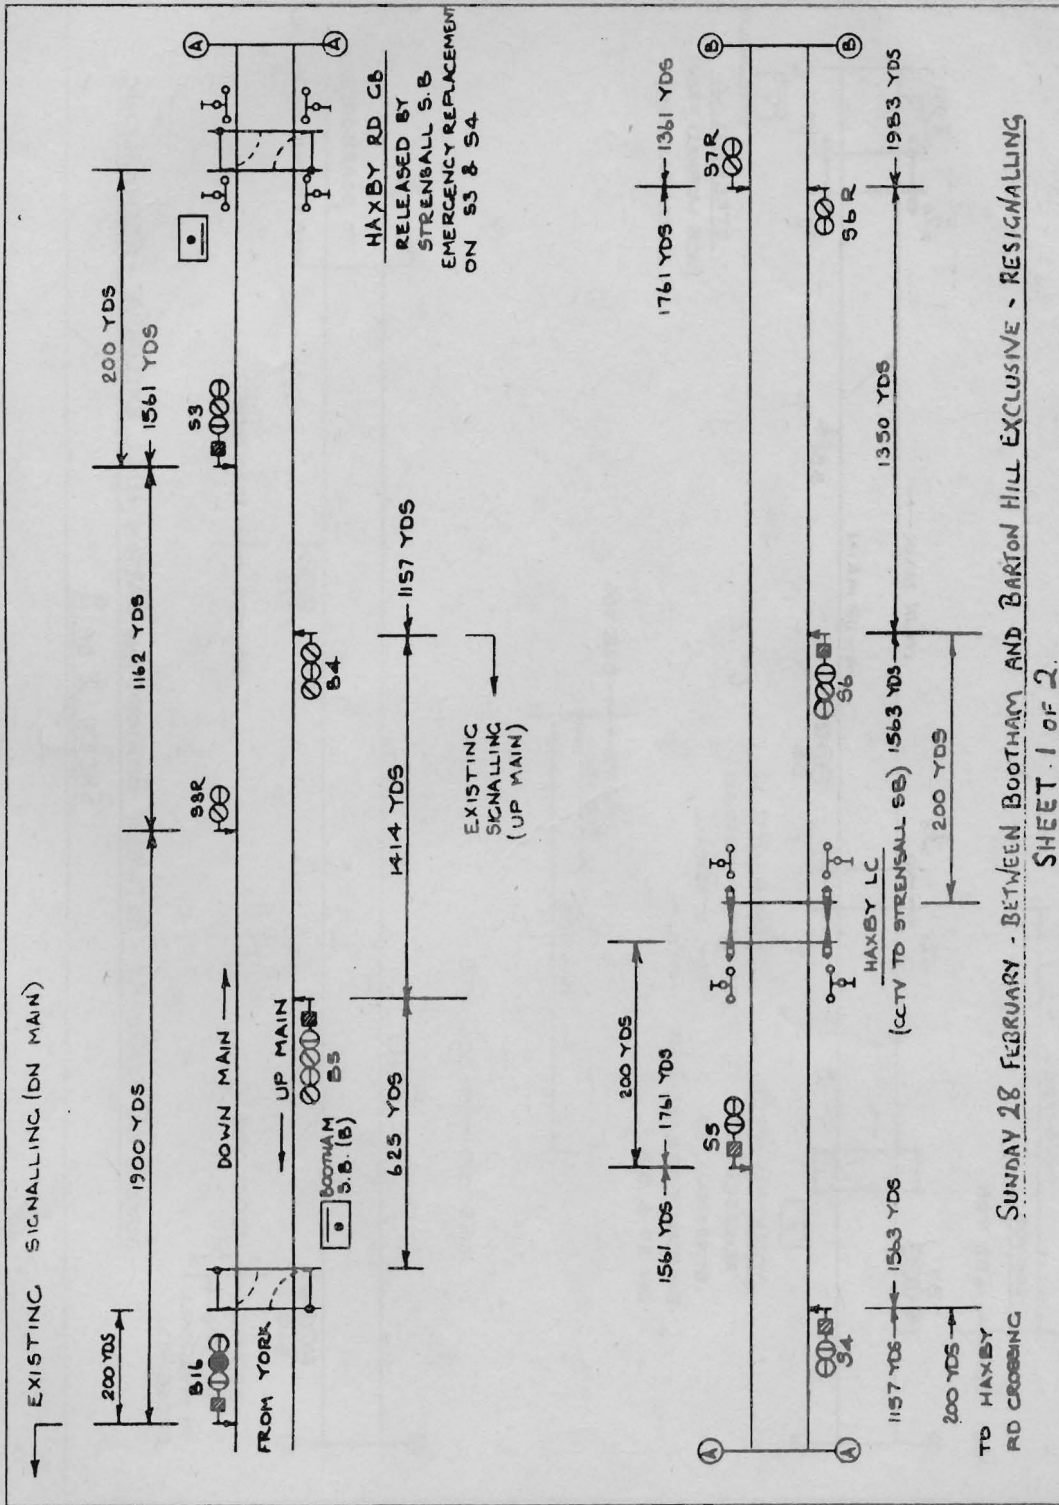 EXISTING SIGNALLING (DN MAIN)
200 YDS
1900 YDS
1162 YDS
1561 YDS
200 YDS
B16
S3R
S3
A
A
FROM YORK
DOWN MAIN
UP MAIN
BOOTHAM
S.B. (B)
B5
B4
625 YDS
1414 YDS
1157 YDS
EXISTING
SIGNALLING
(UP MAIN)
HAXBY RD GB
RELEASED BY
STRENSALL S.B
EMERGENCY REPLACEMENT
ON S3 & S4
1561 YDS
1761 YDS
200 YDS
1761 YDS
1361 YDS
S5
S7R
B
B
A
A
S4
S6
S6R
HAXBY LC
(CCTV TO STRENSALL SB)
1157 YDS
1563 YDS
1563 YDS
1350 YDS
1983 YDS
200 YDS
TO HAXBY
RD CROSSING
200 YDS
SUNDAY 28 FEBRUARY - BETWEEN BOOTHAM AND BARTON HILL EXCLUSIVE - RESIGNALLING
SHEET 1 OF 2.